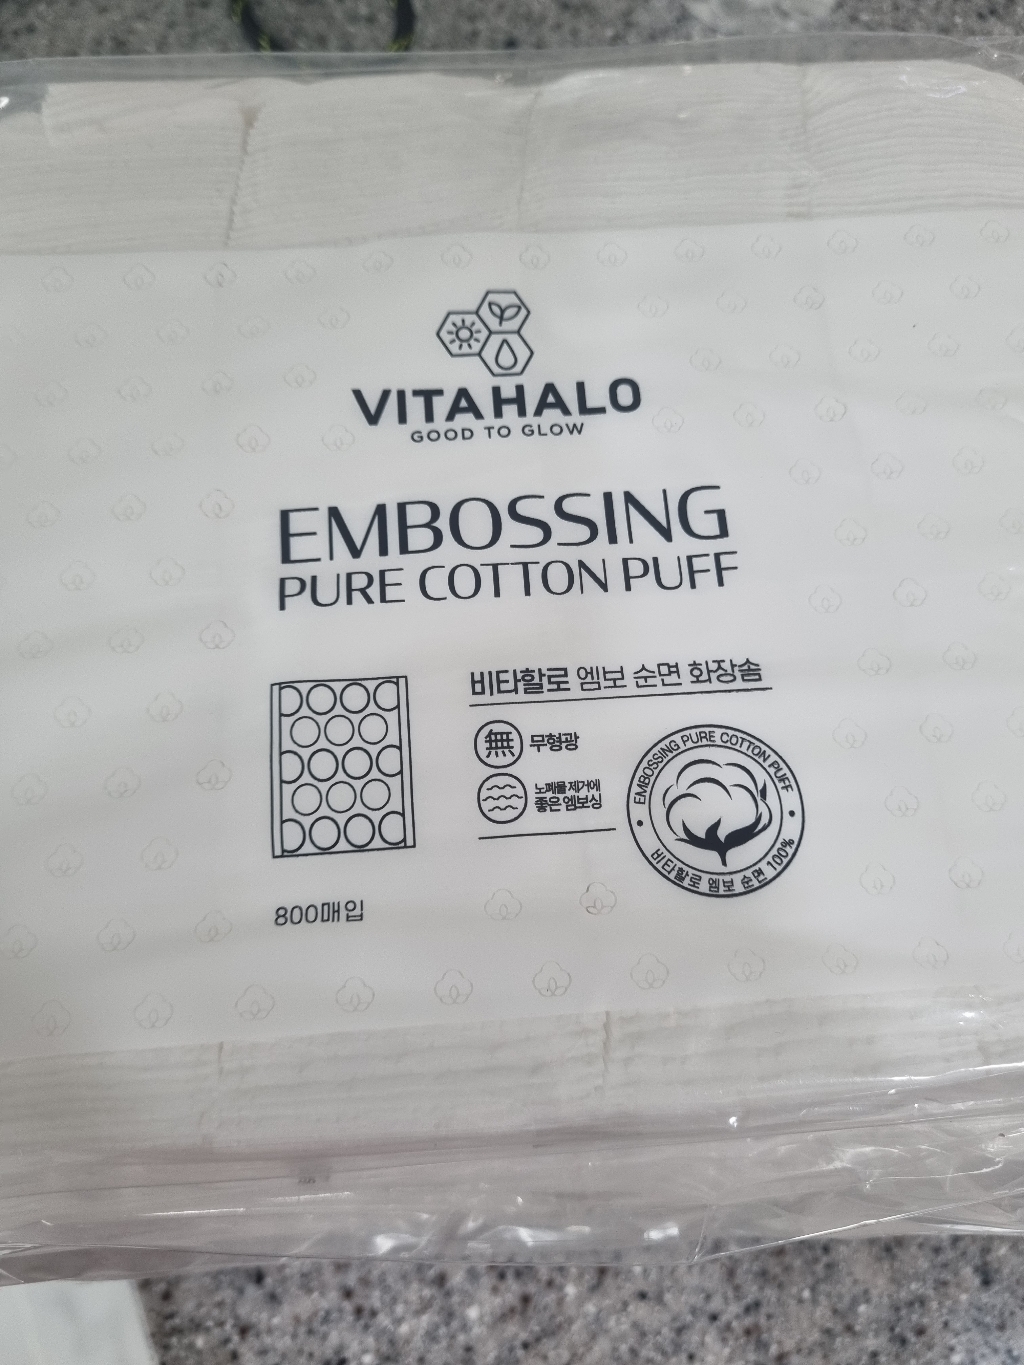 VITAHALO
GOOD TO GLOW
EMBOSSING
PURE COTTON PUFF
비타할로 엠보 순면 화장솜
無 무형광
노폐물 제거에
좋은 엠보싱
EMBOSSING PURE COTTON PUFF
비타할로 엠보 순면 100%
800매입